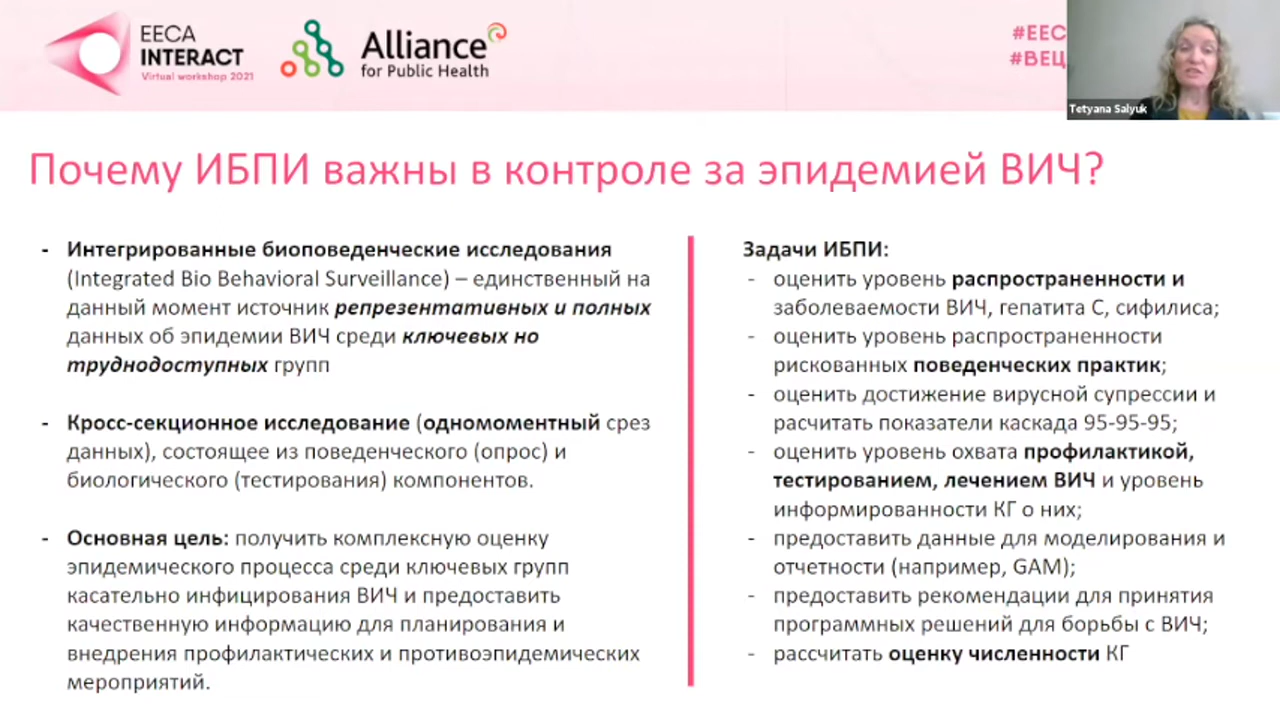 EECA
INTERACT
Virtual workshop 2021
Alliance
for Public Health
#EEC
#ВЕЦ
Tetyana Salyuk
Почему ИБПИ важны в контроле за эпидемией ВИЧ?
- Интегрированные биоповеденческие исследования
(Integrated Bio Behavioral Surveillance) – единственный на
данный момент источник репрезентативных и полных
данных об эпидемии ВИЧ среди ключевых но
труднодоступных групп
- Кросс-секционное исследование (одномоментный срез
данных), состоящее из поведенческого (опрос) и
биологического (тестирования) компонентов.
- Основная цель: получить комплексную оценку
эпидемического процесса среди ключевых групп
касательно инфицирования ВИЧ и предоставить
качественную информацию для планирования и
внедрения профилактических и противоэпидемических
мероприятий.
Задачи ИБПИ:
- оценить уровень распространенности и
заболеваемости ВИЧ, гепатита С, сифилиса;
- оценить уровень распространенности
рискованных поведенческих практик;
- оценить достижение вирусной супрессии и
расчитать показатели каскада 95-95-95;
- оценить уровень охвата профилактикой,
тестированием, лечением ВИЧ и уровень
информированности КГ о них;
- предоставить данные для моделирования и
отчетности (например, GAM);
- предоставить рекомендации для принятия
программных решений для борьбы с ВИЧ;
- рассчитать оценку численности КГ